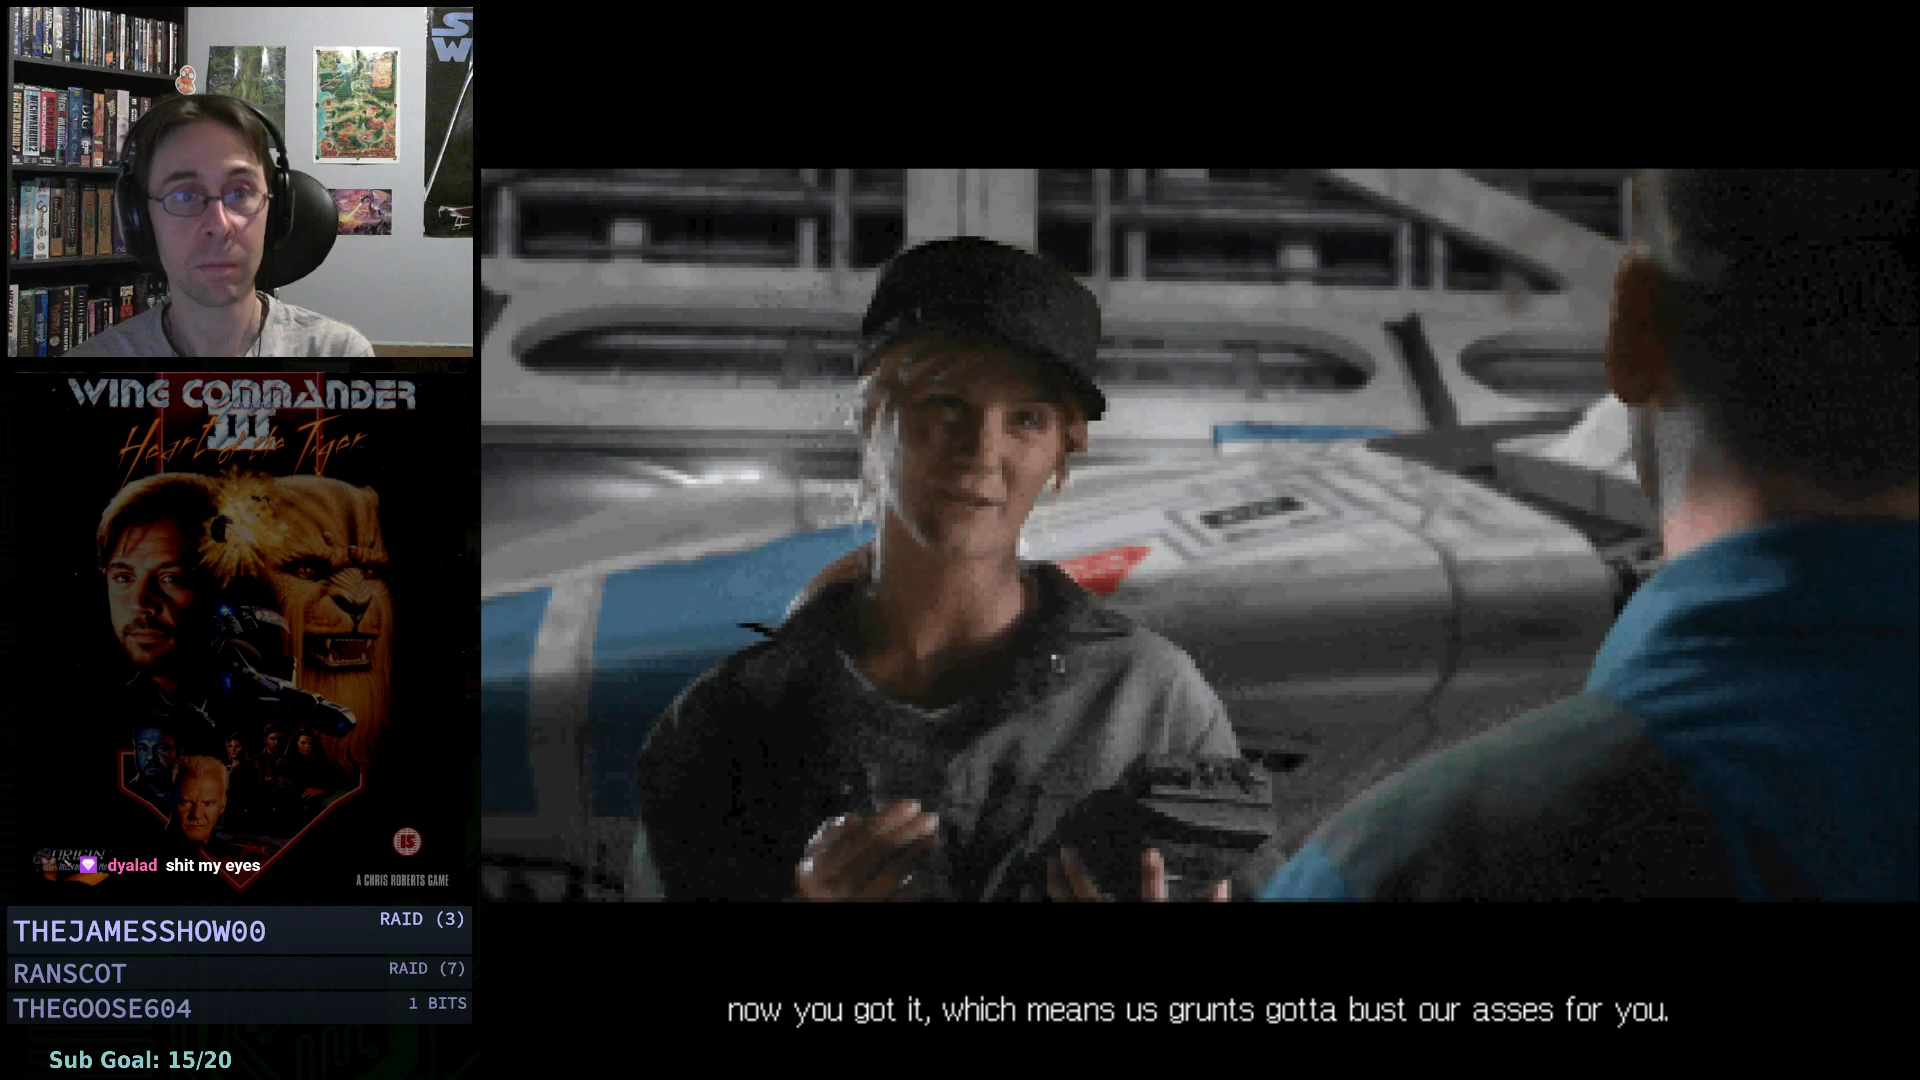 WING COMMANDER
III
Heart of the Tiger
ORIGIN
15
A CHRIS ROBERTS GAME
dyalad shit my eyes
THEJAMESSHOW00 RAID (3)
RANSCOT RAID (7)
THEGOOSE604 1 BITS
Sub Goal: 15/20
now you got it, which means us grunts gotta bust our asses for you.